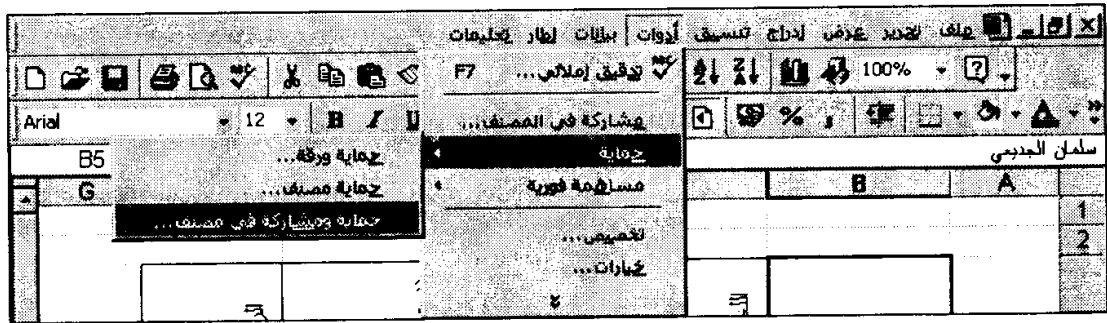 ملف تحرير عرض إدراج تنسيق أدوات بيانات إطار تعليمات
تدقيق إملائي... F7
100%
Arial 12 B I U
مشاركة في المصنف...
حماية
حماية ورقة...
حماية مصنف...
حماية ومشاركة في مصنف...
مساهمة فورية
تخصيص...
خيارات...
B5
سلمان الجديعي
A B G
1
2